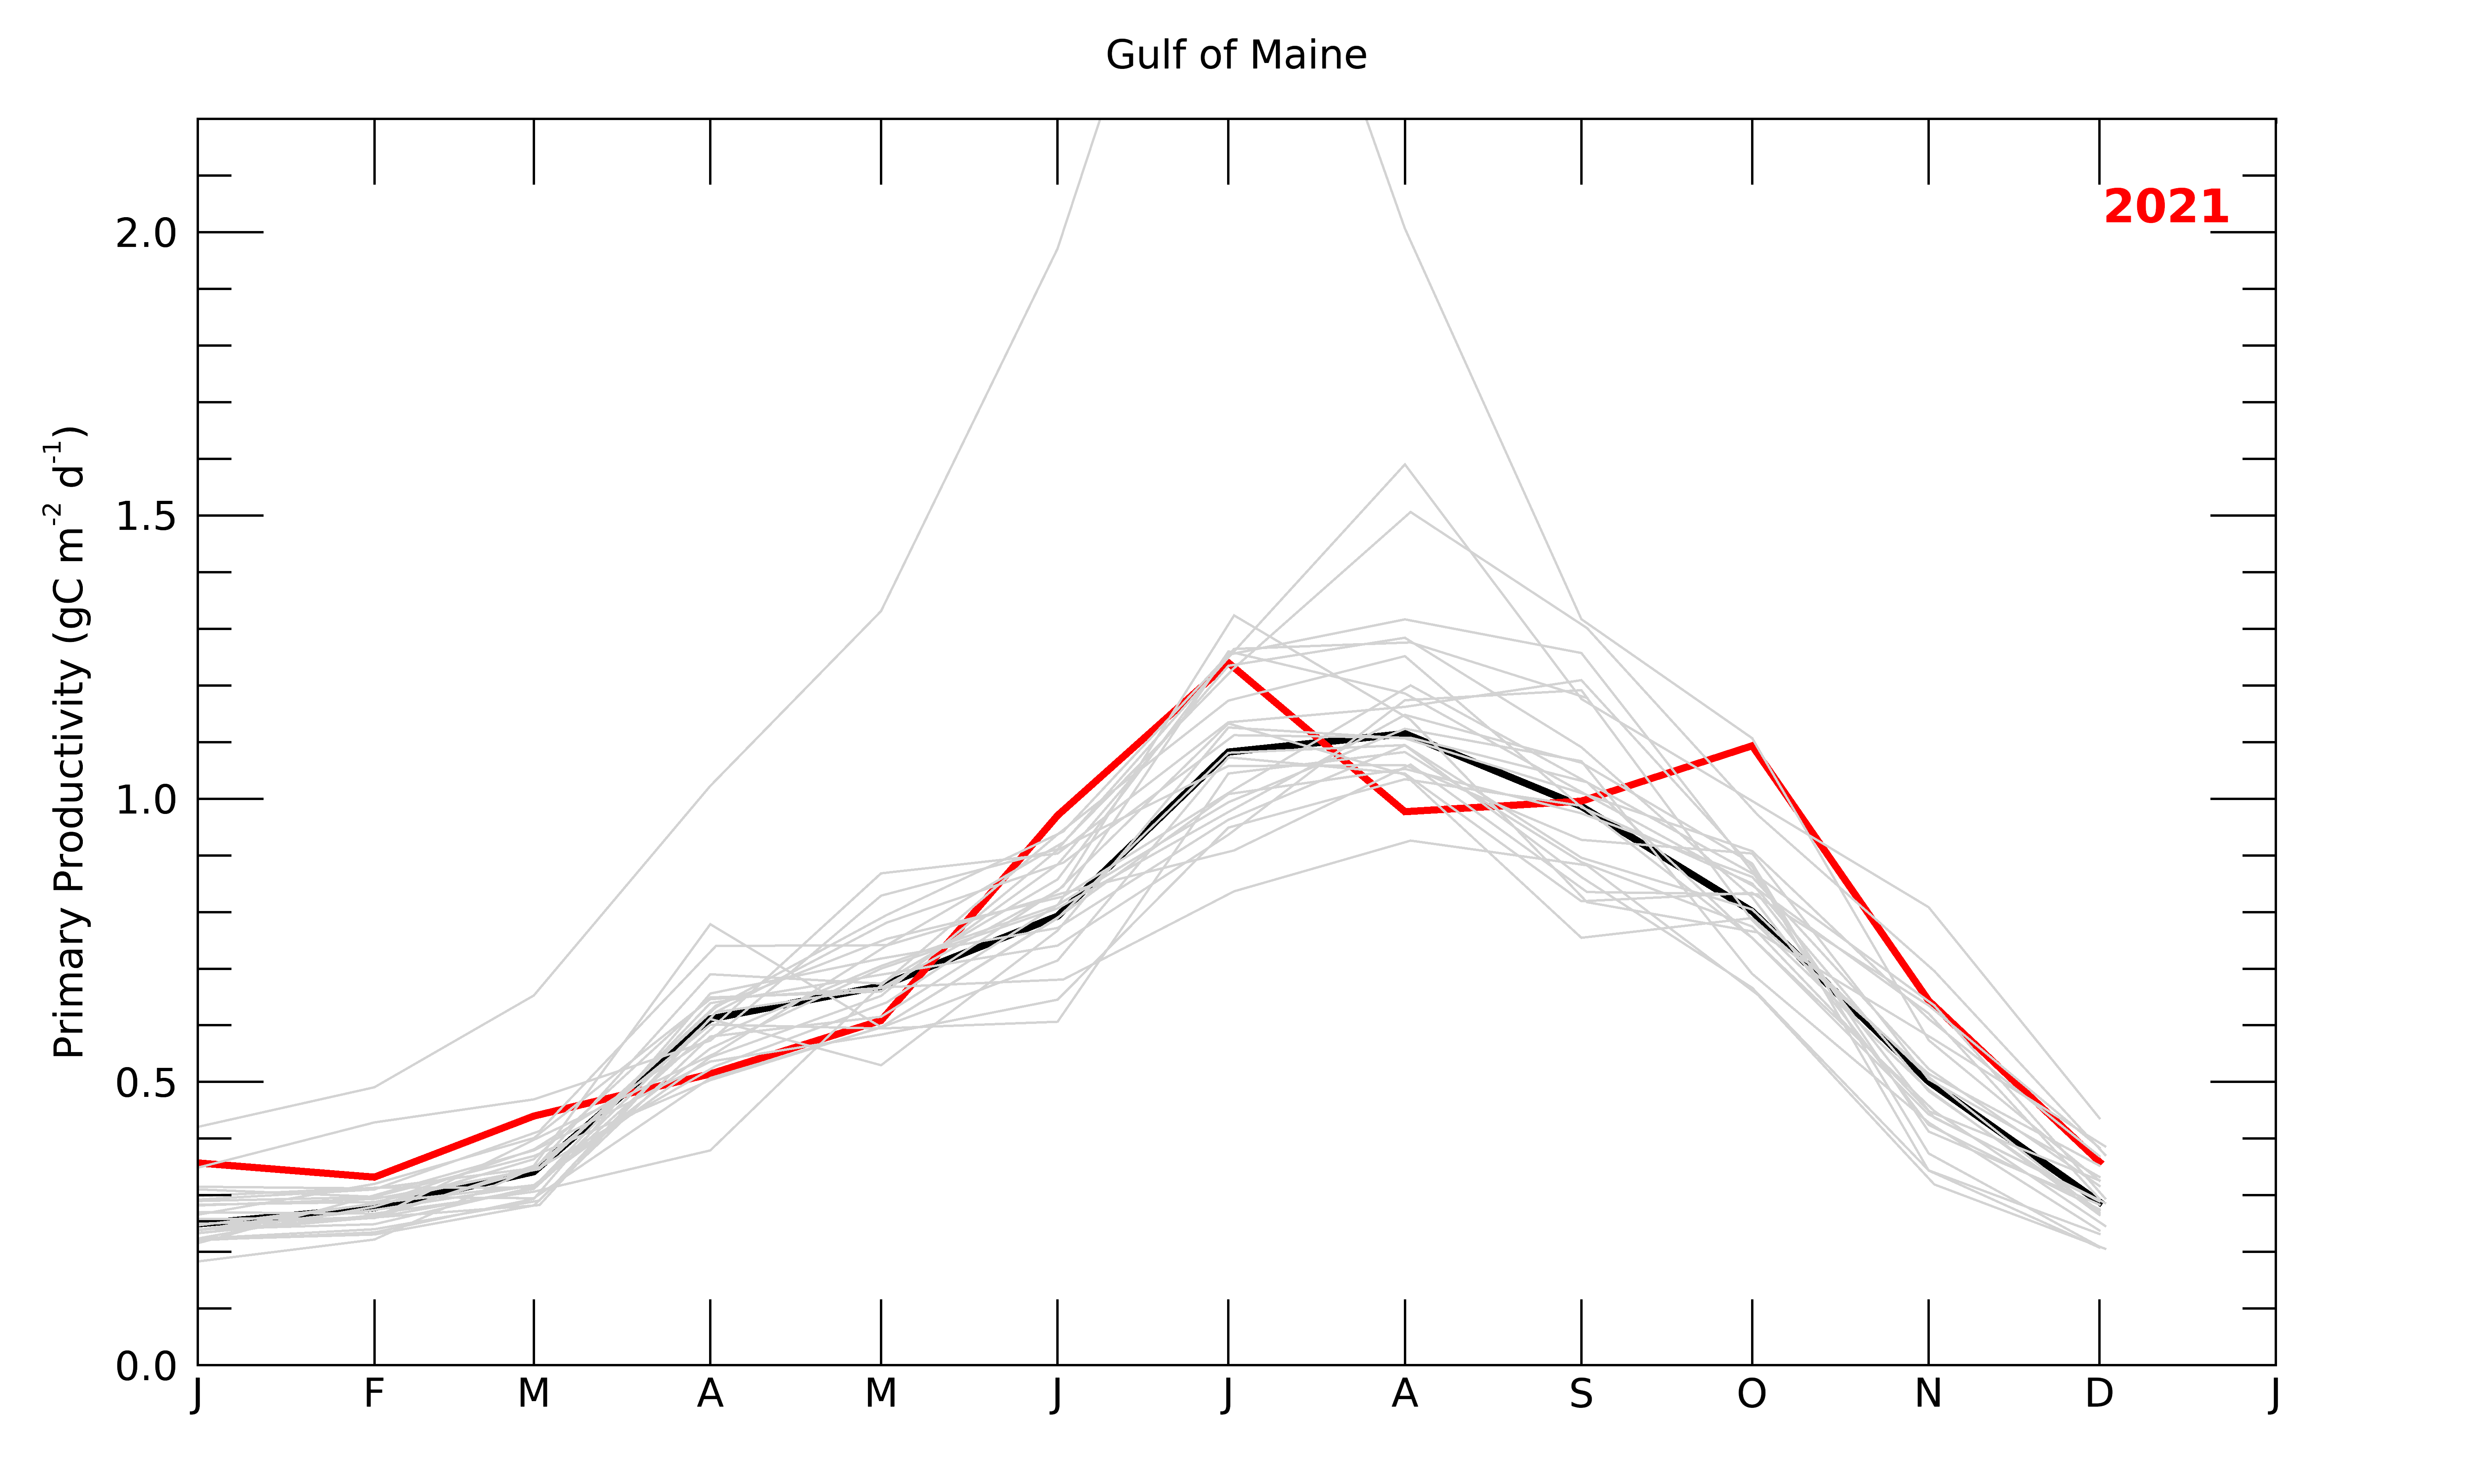 Gulf of Maine
2021
Primary Productivity (gC m-2 d-1)
2.0
1.5
1.0
0.5
0.0
J F M A M J J A S O N D J